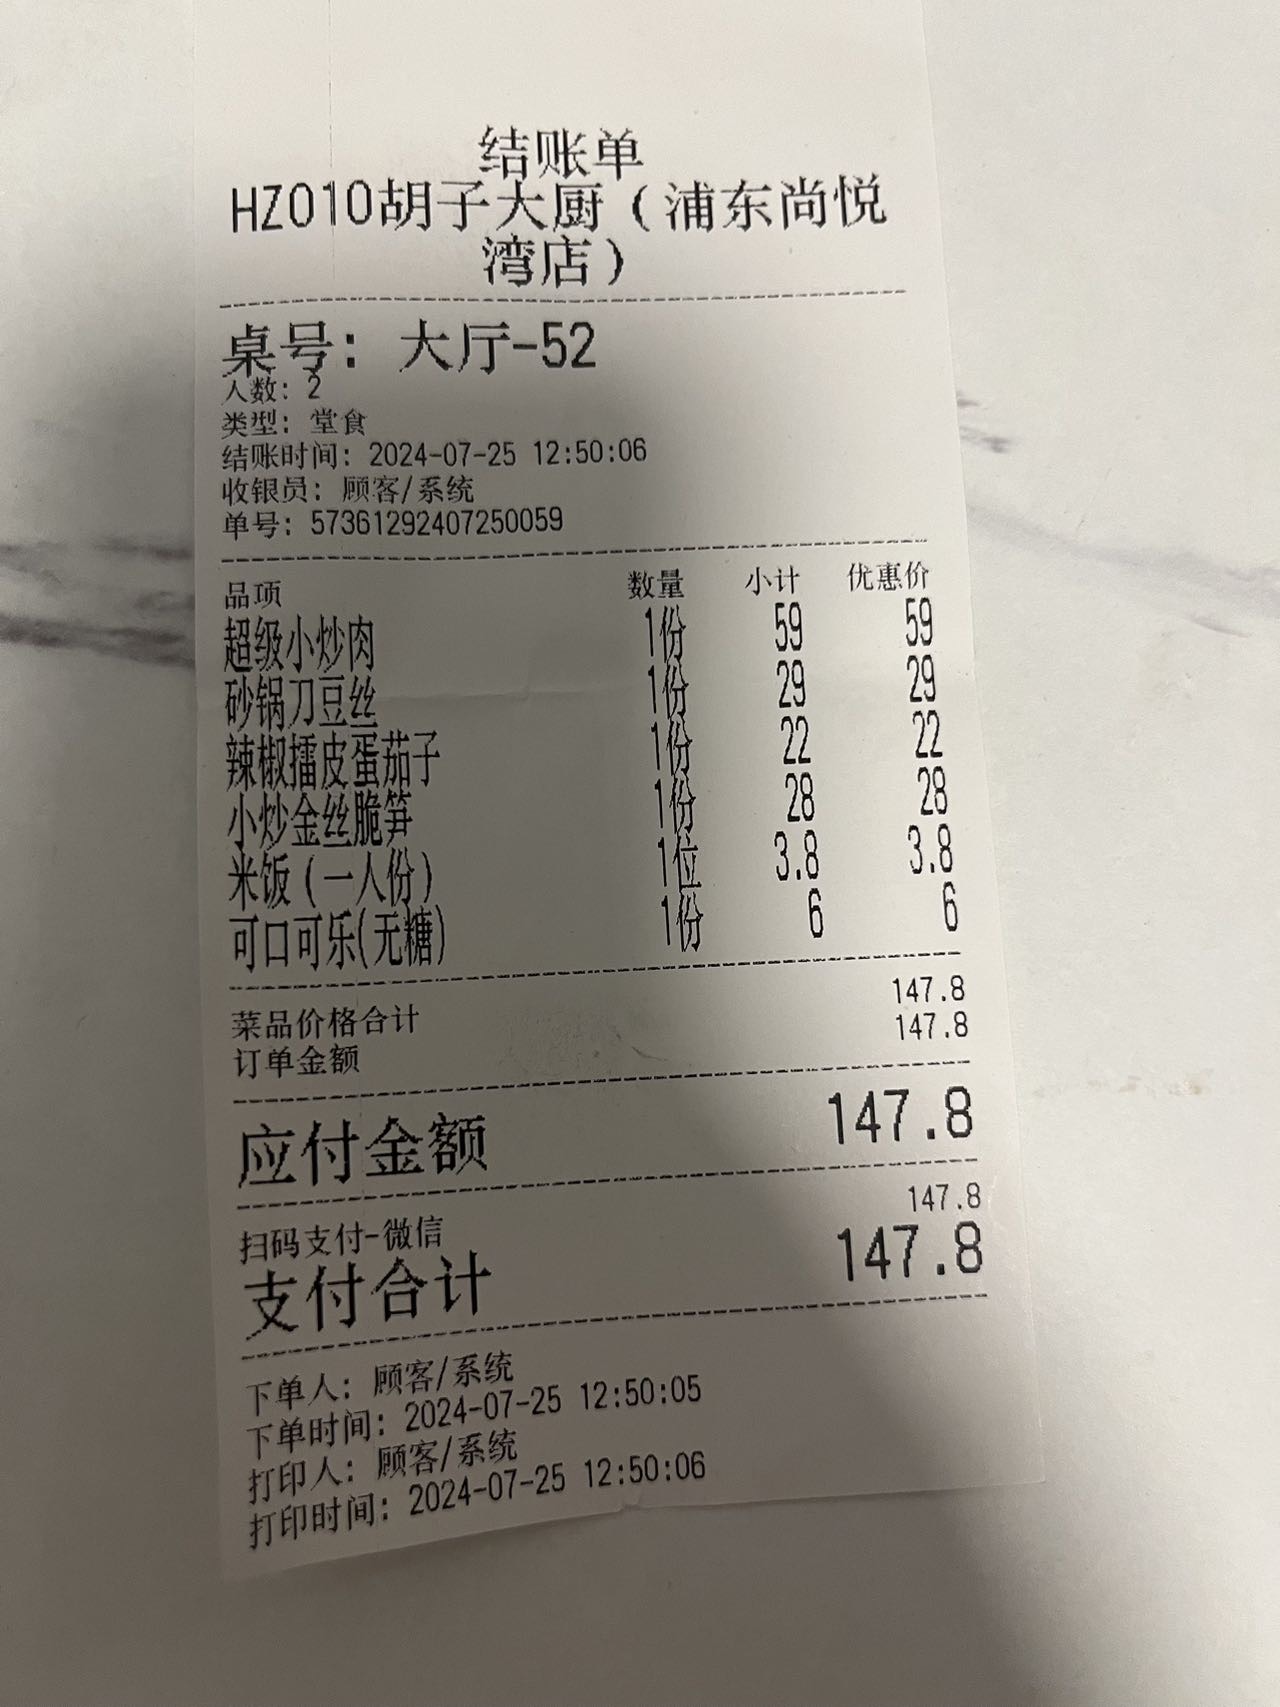 结账单
HZ010胡子大厨（浦东尚悦
湾店）
桌号：大厅-52
人数：2
类型：堂食
结账时间：2024-07-25 12:50:06
收银员：顾客/系统
单号：57361292407250059
品项 数量 小计 优惠价
超级小炒肉 1份 59 59
砂锅刀豆丝 1份 29 29
辣椒擂皮蛋茄子 1份 22 22
小炒金丝脆笋 1份 28 28
米饭（一人份） 1位 3.8 3.8
可口可乐(无糖) 1份 6 6
菜品价格合计 147.8
订单金额 147.8
应付金额 147.8
扫码支付-微信 147.8
支付合计 147.8
下单人：顾客/系统
下单时间：2024-07-25 12:50:05
打印人：顾客/系统
打印时间：2024-07-25 12:50:06